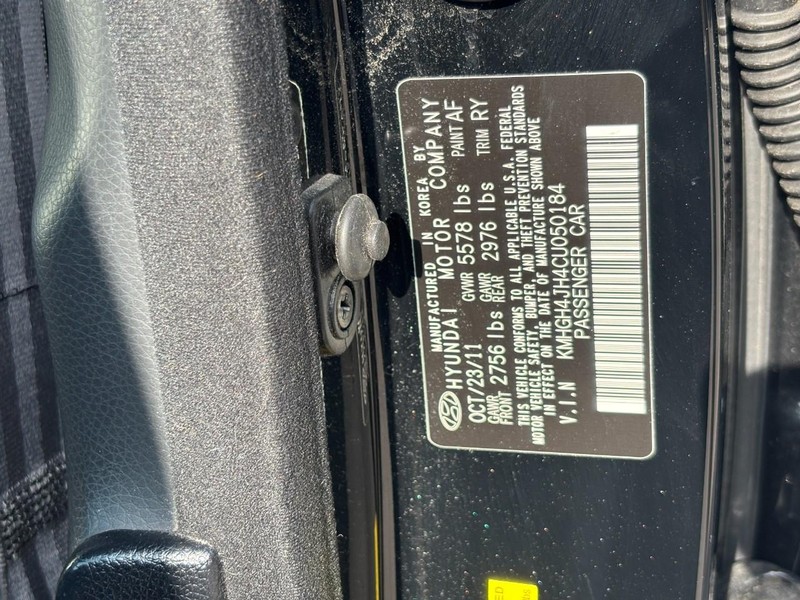 MANUFACTURED IN KOREA BY
HYUNDAI MOTOR COMPANY
OCT/23/11 GVWR 5578 lbs PAINT AF
GAWR FRONT 2756 lbs GAWR REAR 2976 lbs TRIM RY
THIS VEHICLE CONFORMS TO ALL APPLICABLE U.S.A. FEDERAL
MOTOR VEHICLE SAFETY, BUMPER, AND THEFT PREVENTION STANDARDS
IN EFFECT ON THE DATE OF MANUFACTURE SHOWN ABOVE
V.I.N KMHGH4JH4CU050184
PASSENGER CAR